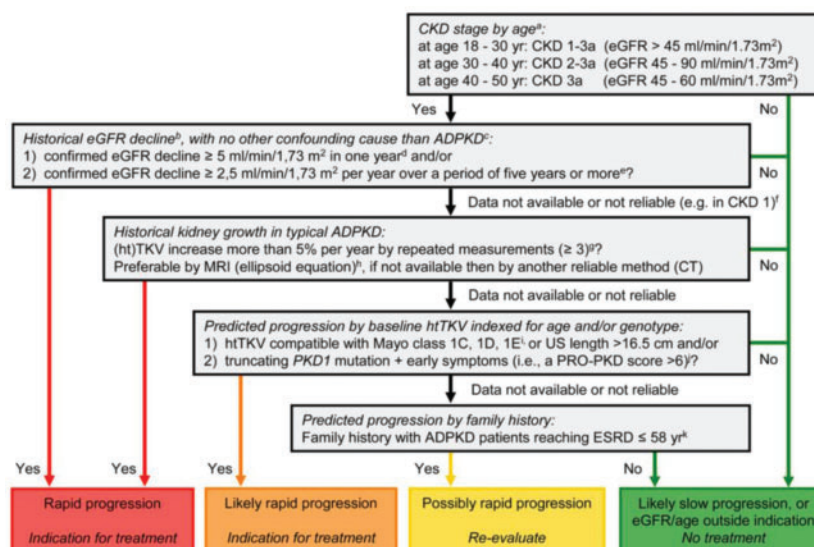 CKD stage by ageᵃ:
at age 18 - 30 yr: CKD 1-3a (eGFR > 45 ml/min/1.73m²)
at age 30 - 40 yr: CKD 2-3a (eGFR 45 - 90 ml/min/1.73m²)
at age 40 - 50 yr: CKD 3a (eGFR 45 - 60 ml/min/1.73m²)
Yes
No
Historical eGFR declineᵇ, with no other confounding cause than ADPKDᶜ:
1) confirmed eGFR decline ≥ 5 ml/min/1,73 m² in one yearᵈ and/or
2) confirmed eGFR decline ≥ 2,5 ml/min/1,73 m² per year over a period of five years or moreᵉ?
No
Data not available or not reliable (e.g. in CKD 1)ᶠ
Historical kidney growth in typical ADPKD:
(ht)TKV increase more than 5% per year by repeated measurements (≥ 3)ᵍ?
Preferable by MRI (ellipsoid equation)ʰ, if not available then by another reliable method (CT)
No
Data not available or not reliable
Predicted progression by baseline htTKV indexed for age and/or genotype:
1) htTKV compatible with Mayo class 1C, 1D, 1Eⁱ, or US length >16.5 cm and/or
2) truncating PKD1 mutation + early symptoms (i.e., a PRO-PKD score >6)ʲ?
No
Data not available or not reliable
Predicted progression by family history:
Family history with ADPKD patients reaching ESRD ≤ 58 yrᵏ
Yes
Yes
Yes
Yes
No
Rapid progression
Indication for treatment
Likely rapid progression
Indication for treatment
Possibly rapid progression
Re-evaluate
Likely slow progression, or
eGFR/age outside indication
No treatment